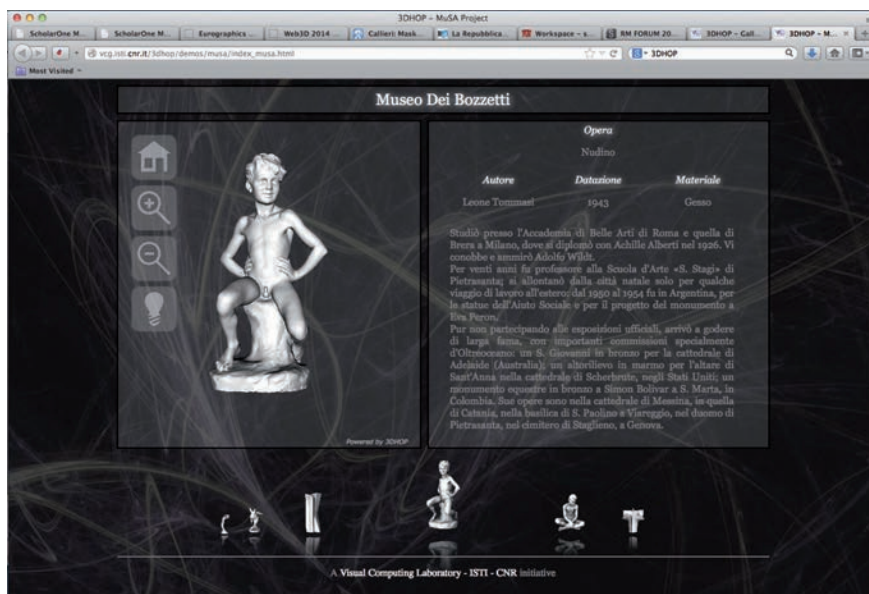 3DHOP – MuSA Project
ScholarOne M...
ScholarOne M...
Eurographics ...
Web3D 2014 ...
Callieri: Mask...
La Repubblica...
Workspace – s...
RM FORUM 20...
3DHOP – Gall...
3DHOP – M...
vcg.isti.cnr.it/3dhop/demos/musa/index_musa.html
3DHOP
Most Visited
Museo Dei Bozzetti
Powered by 3DHOP
Opera
Nudino
Autore Datazione Materiale
Leone Tommasi 1943 Gesso
Studiò presso l'Accademia di Belle Arti di Roma e quella di
Brera a Milano, dove si diplomò con Achille Alberti nel 1926. Vi
conobbe e ammirò Adolfo Wildt.
Per venti anni fu professore alla Scuola d'Arte «S. Stagi» di
Pietrasanta; si allontanò dalla città natale solo per qualche
viaggio di lavoro all'estero: dal 1950 al 1954 fu in Argentina, per
le statue dell'Aiuto Sociale e per il progetto del monumento a
Eva Peron.
Pur non partecipando alle esposizioni ufficiali, arrivò a godere
di larga fama, con importanti commissioni specialmente
d'Oltreoceano: un S. Giovanni in bronzo per la cattedrale di
Adelaide (Australia); un altorilievo in marmo per l'altare di
Sant'Anna nella cattedrale di Scherbrute, negli Stati Uniti; un
monumento equestre in bronzo a Simon Bolivar a S. Marta, in
Colombia. Sue opere sono nella cattedrale di Messina, in quella
di Catania, nella basilica di S. Paolino a Viareggio, nel duomo di
Pietrasanta, nel cimitero di Staglieno, a Genova.
A Visual Computing Laboratory - ISTI - CNR initiative